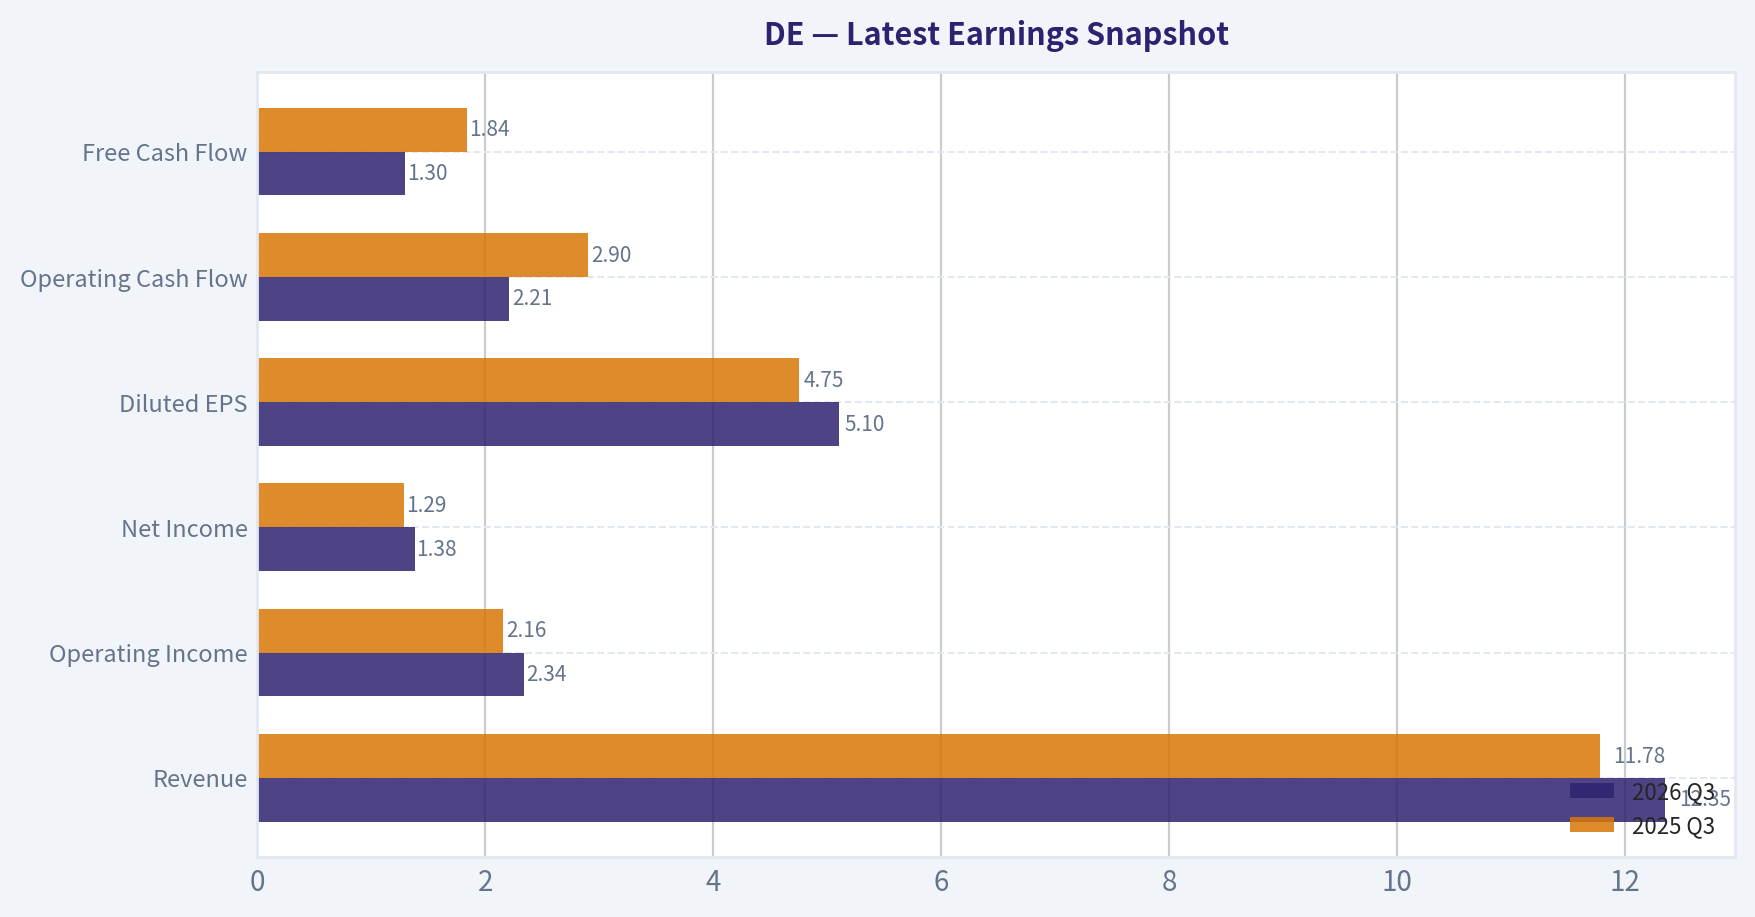 DE — Latest Earnings Snapshot
Free Cash Flow
1.84
1.30
Operating Cash Flow
2.90
2.21
Diluted EPS
4.75
5.10
Net Income
1.29
1.38
Operating Income
2.16
2.34
Revenue
11.78
12.35
2026 Q3
2025 Q3
0 2 4 6 8 10 12